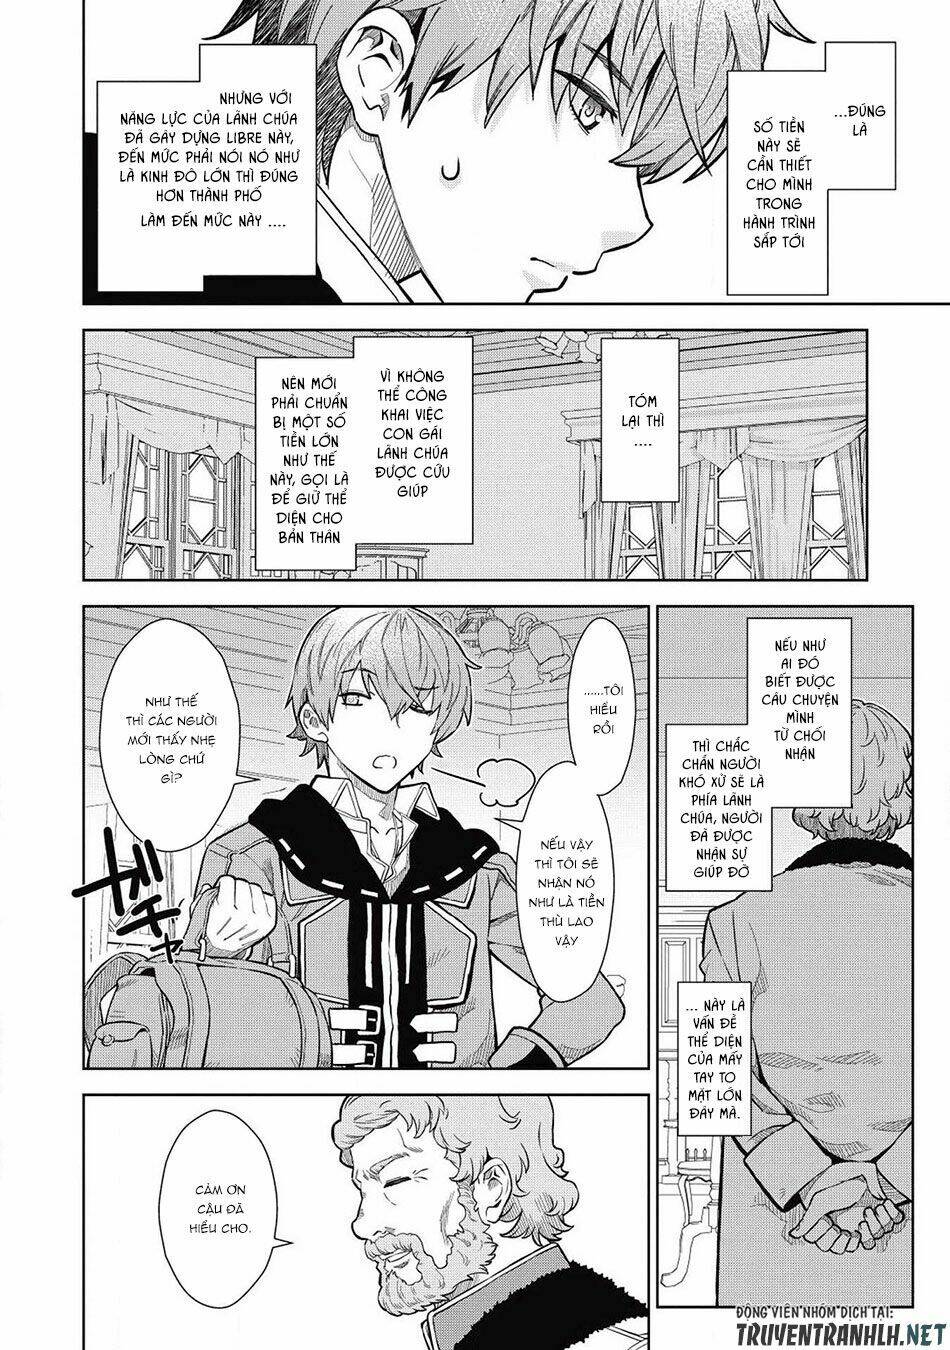 ...ĐÚNG
LÀ
SỐ TIỀN
NÀY SẼ
CẦN THIẾT
CHO MÌNH
TRONG
HÀNH TRÌNH
SẮP TỚI
NHƯNG VỚI
NĂNG LỰC CỦA LÃNH CHÚA
ĐÃ GÂY DỰNG LIBRE NÀY,
ĐẾN MỨC PHẢI NÓI NÓ NHƯ
LÀ KINH ĐÔ LỚN THÌ ĐÚNG
HƠN THÀNH PHỐ
LÀM ĐẾN MỨC NÀY ....
TÓM
LẠI THÌ
....
VÌ KHÔNG
THỂ CÔNG
KHAI VIỆC
CON GÁI
LÃNH CHÚA
ĐƯỢC CỨU
GIÚP
NÊN MỚI
PHẢI CHUẨN
BỊ MỘT SỐ
TIỀN LỚN
NHƯ THẾ
NÀY, GỌI LÀ
ĐỂ GIỮ THỂ
DIỆN CHO
BẢN THÂN
NẾU NHƯ
AI ĐÓ
BIẾT ĐƯỢC
CÂU CHUYỆN
MÌNH
TỪ CHỐI
NHẬN
THÌ CHẮC
CHẮN NGƯỜI
KHÓ XỬ SẼ LÀ
PHÍA LÃNH
CHÚA, NGƯỜI
ĐÃ ĐƯỢC
NHẬN SỰ
GIÚP ĐỠ
... NÀY LÀ
VẤN ĐỀ
THỂ DIỆN
CỦA MẤY
TAY TO
MẶT LỚN
ĐÂY MÀ.
......TÔI
HIỂU
RỒI
NẾU VẬY
THÌ TÔI SẼ
NHẬN NÓ
NHƯ LÀ TIỀN
THÙ LAO
VẬY
NHƯ THẾ
THÌ CÁC NGƯỜI
MỚI THẤY NHẸ
LÒNG CHỨ
GÌ?
CẢM ƠN
CẬU ĐÃ
HIỂU CHO.
ĐỘNG VIÊN NHÓM DỊCH TẠI:
TRUYENTRANHLH.NET